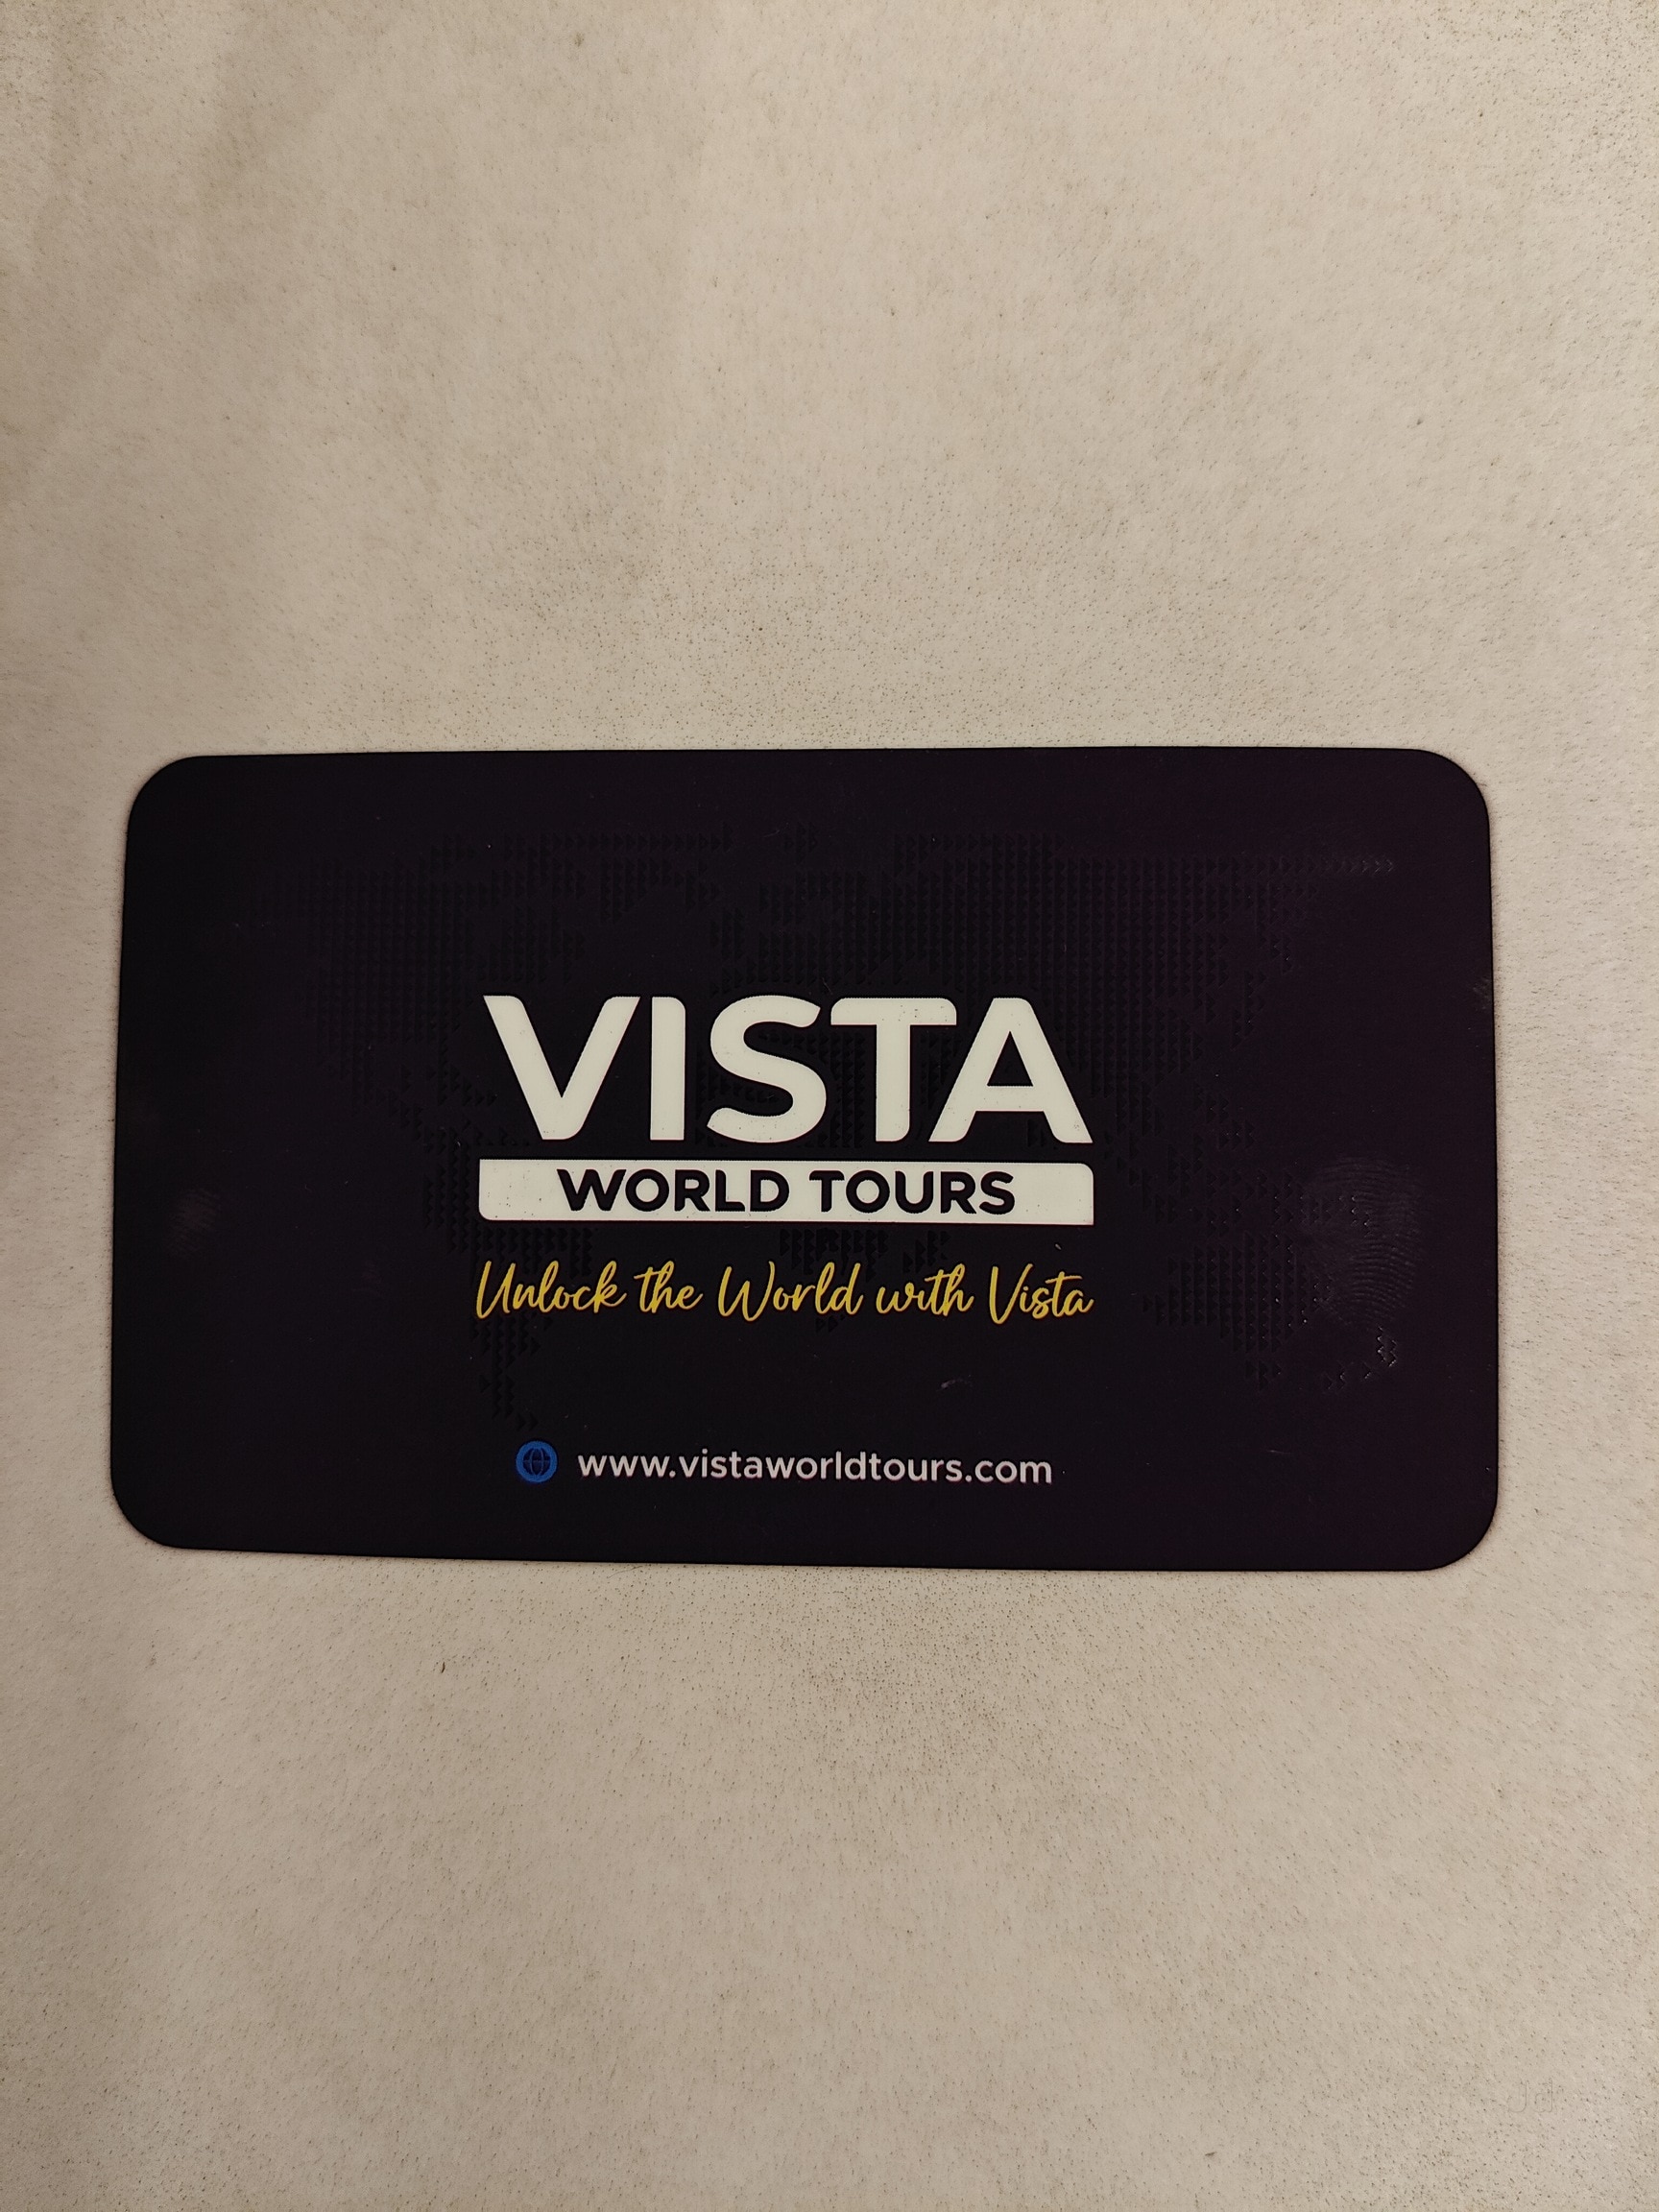 VISTA
WORLD TOURS
Unlock the World with Vista
www.vistaworldtours.com